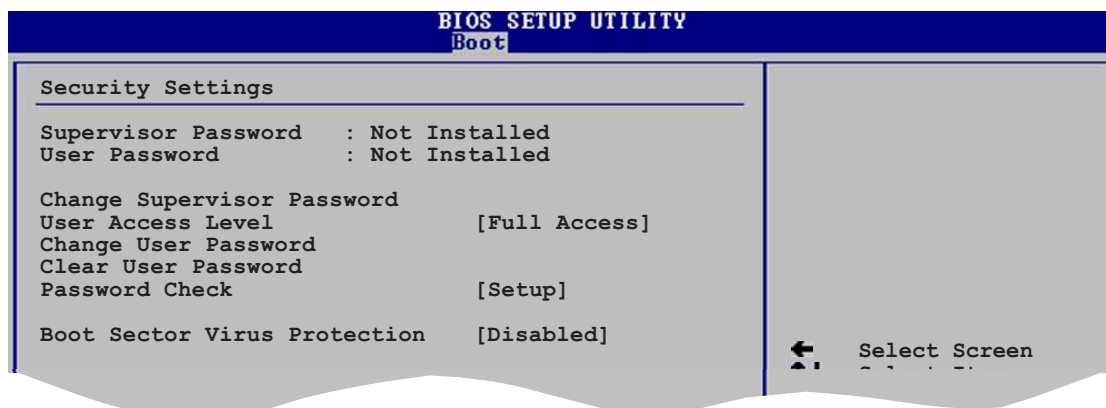 BIOS SETUP UTILITY
Boot
Security Settings
Supervisor Password : Not Installed
User Password : Not Installed
Change Supervisor Password
User Access Level [Full Access]
Change User Password
Clear User Password
Password Check [Setup]
Boot Sector Virus Protection [Disabled]
← Select Screen